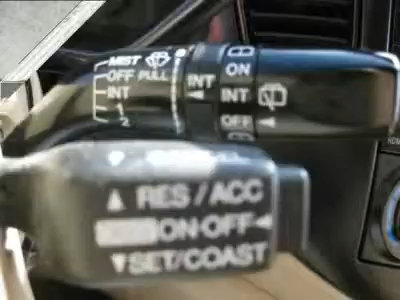 MIST
OFF PULL
INT
1
2
INT
ON
INT
OFF
▲ RES/ACC
ON·OFF
▼SET/COAST